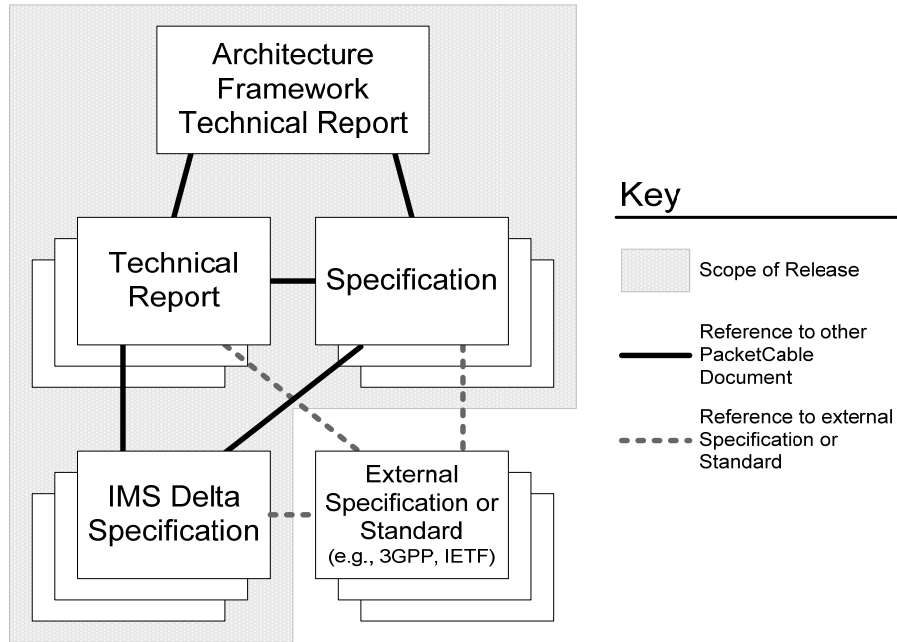 Architecture
Framework
Technical Report
Technical
Report
Specification
IMS Delta
Specification
External
Specification or
Standard
(e.g., 3GPP, IETF)
Key
Scope of Release
Reference to other
PacketCable
Document
Reference to external
Specification or
Standard